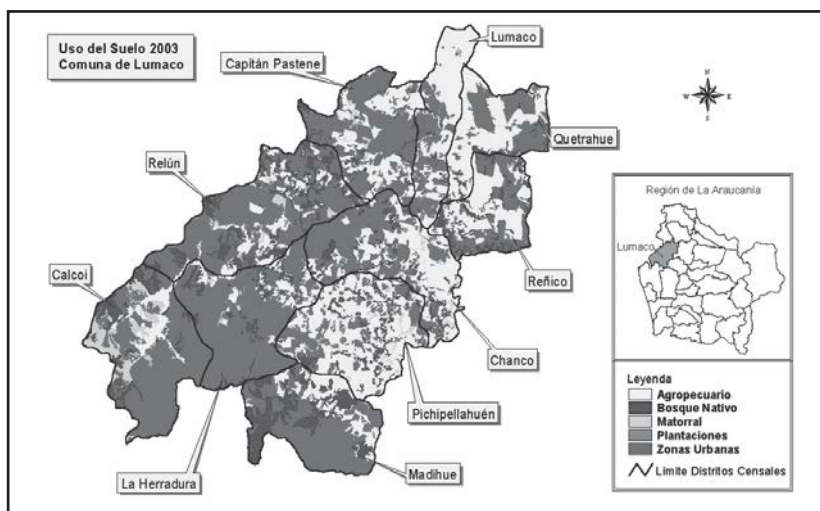 Uso del Suelo 2003
Comuna de Lumaco
Lumaco
Capitán Pastene
N
W
E
S
Quetrahue
Relún
Región de La Araucanía
Lumaco
Calcoi
Reñico
Chanco
Pichipellahuén
La Herradura
Madihue
Leyenda
Agropecuario
Bosque Nativo
Matorral
Plantaciones
Zonas Urbanas
Límite Distritos Censales